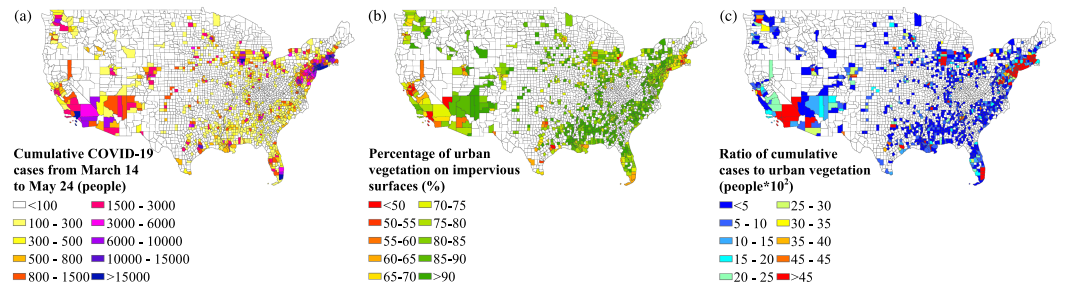 (a)
Cumulative COVID-19
cases from March 14
to May 24 (people)
<100
100 - 300
300 - 500
500 - 800
800 - 1500
1500 - 3000
3000 - 6000
6000 - 10000
10000 - 15000
>15000
(b)
Percentage of urban
vegetation on impervious
surfaces (%)
<50
50-55
55-60
60-65
65-70
70-75
75-80
80-85
85-90
>90
(c)
Ratio of cumulative
cases to urban vegetation
(people*10²)
<5
5 - 10
10 - 15
15 - 20
20 - 25
25 - 30
30 - 35
35 - 40
45 - 45
>45